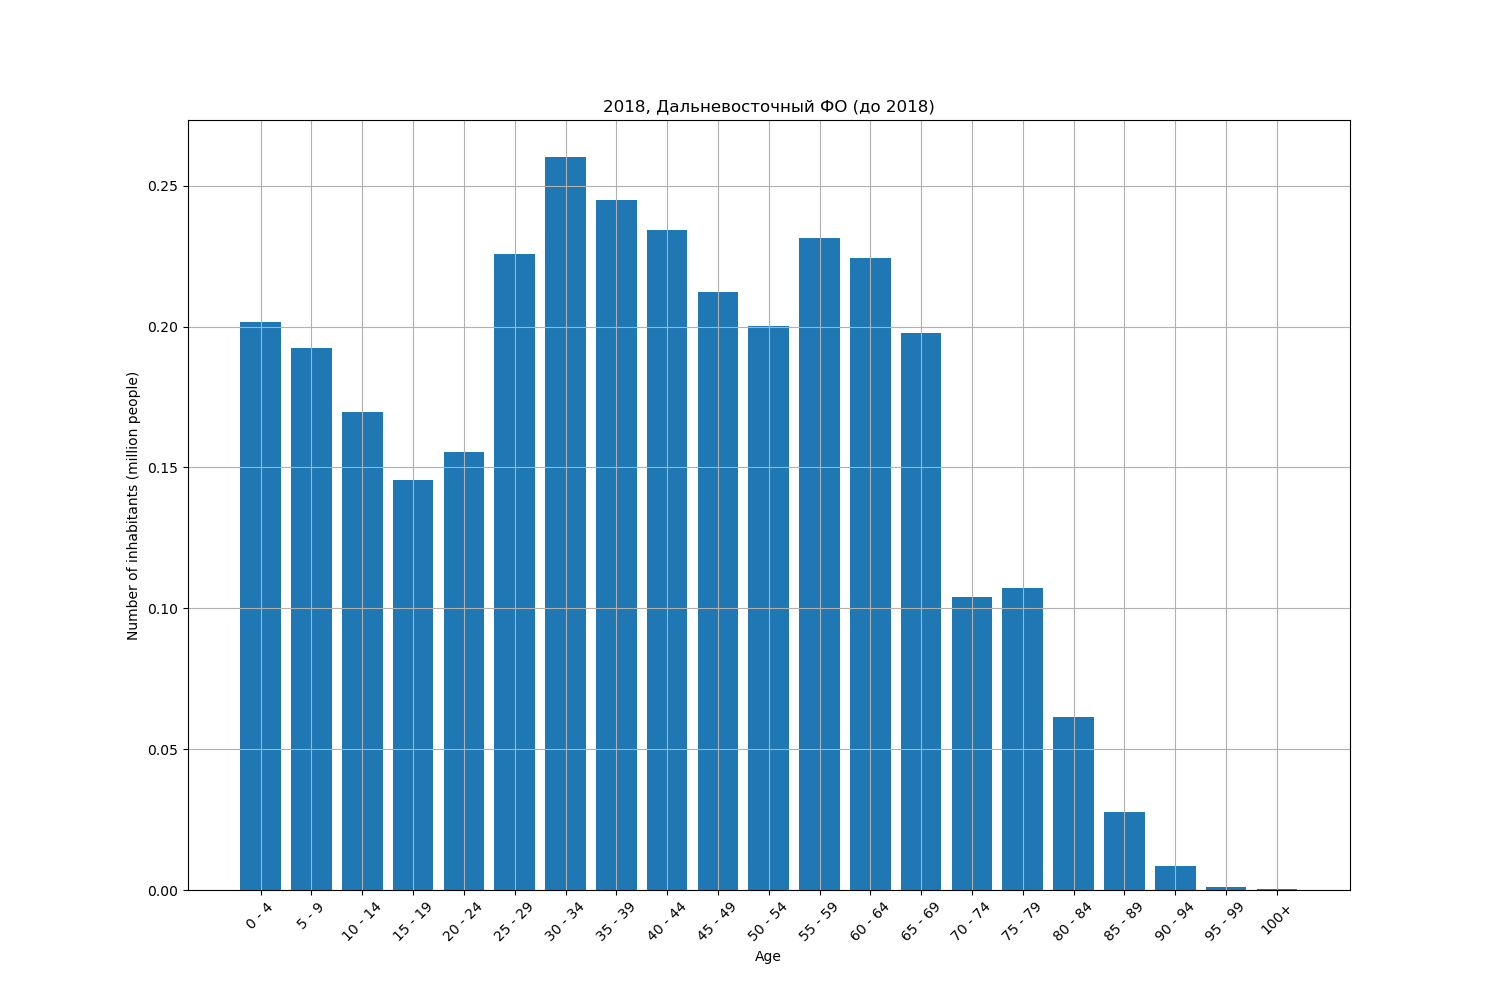 2018, Дальневосточный ФО (до 2018)
Number of inhabitants (million people)
0.25
0.20
0.15
0.10
0.05
0.00
0 - 4
5 - 9
10 - 14
15 - 19
20 - 24
25 - 29
30 - 34
35 - 39
40 - 44
45 - 49
50 - 54
55 - 59
60 - 64
65 - 69
70 - 74
75 - 79
80 - 84
85 - 89
90 - 94
95 - 99
100+
Age